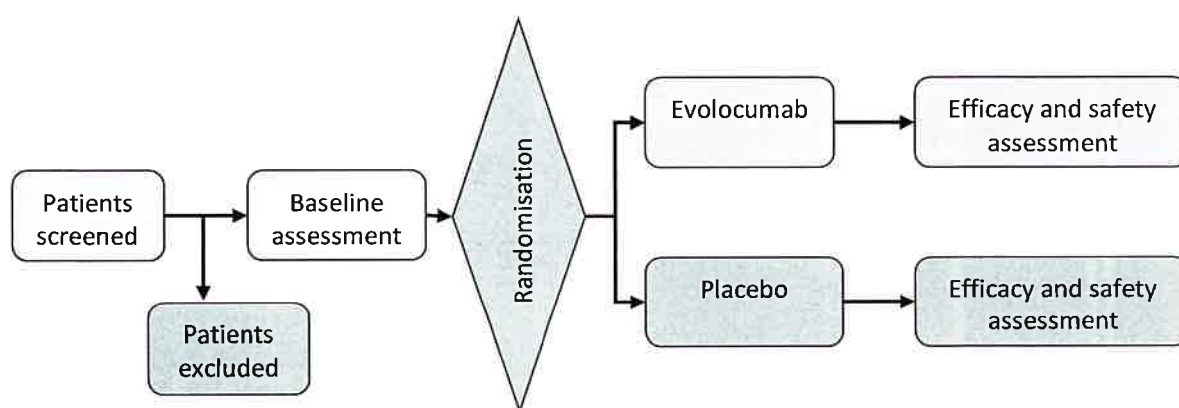 Patients
screened
Patients
excluded
Baseline
assessment
Randomisation
Evolocumab
Efficacy and safety
assessment
Placebo
Efficacy and safety
assessment